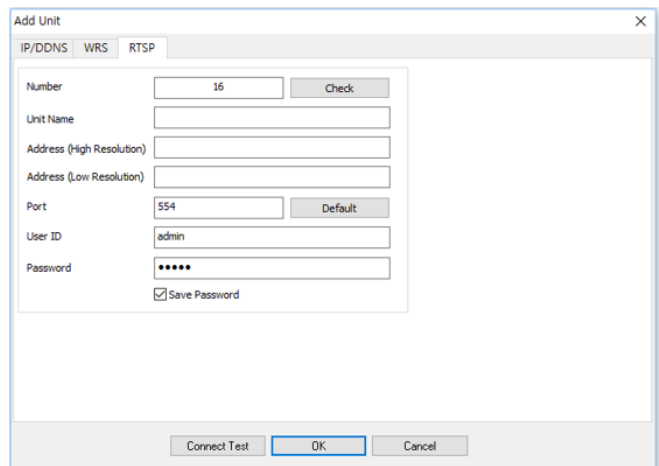 Add Unit
IP/DDNS WRS RTSP
Number 16 Check
Unit Name
Address (High Resolution)
Address (Low Resolution)
Port 554 Default
User ID admin
Password •••••
Save Password
Connect Test OK Cancel